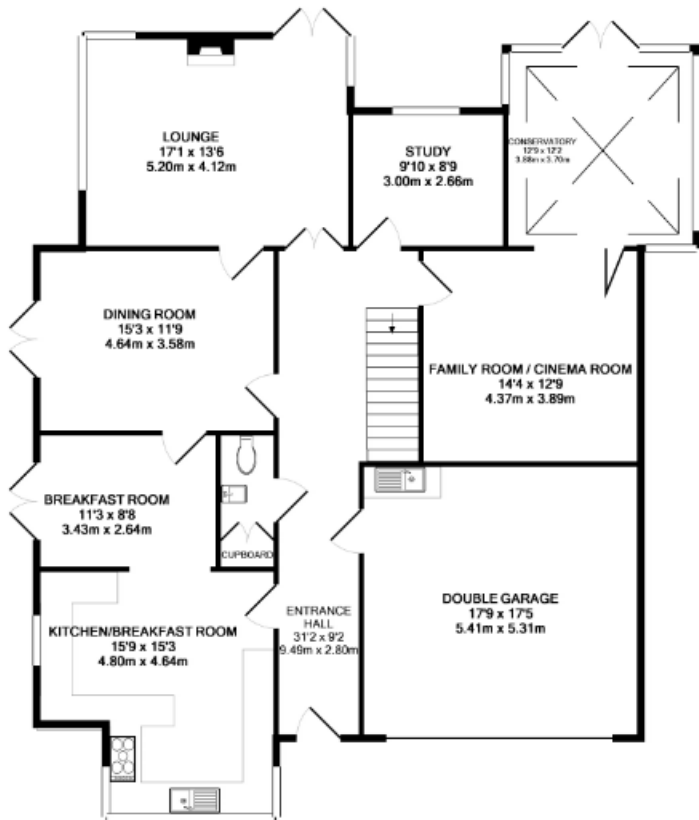 LOUNGE
17'1 x 13'6
5.20m x 4.12m
STUDY
9'10 x 8'9
3.00m x 2.66m
CONSERVATORY
12'9 x 12'2
3.88m x 3.70m
DINING ROOM
15'3 x 11'9
4.64m x 3.58m
FAMILY ROOM / CINEMA ROOM
14'4 x 12'9
4.37m x 3.89m
BREAKFAST ROOM
11'3 x 8'8
3.43m x 2.64m
CUPBOARD
KITCHEN/BREAKFAST ROOM
15'9 x 15'3
4.80m x 4.64m
ENTRANCE
HALL
31'2 x 9'2
9.49m x 2.80m
DOUBLE GARAGE
17'9 x 17'5
5.41m x 5.31m